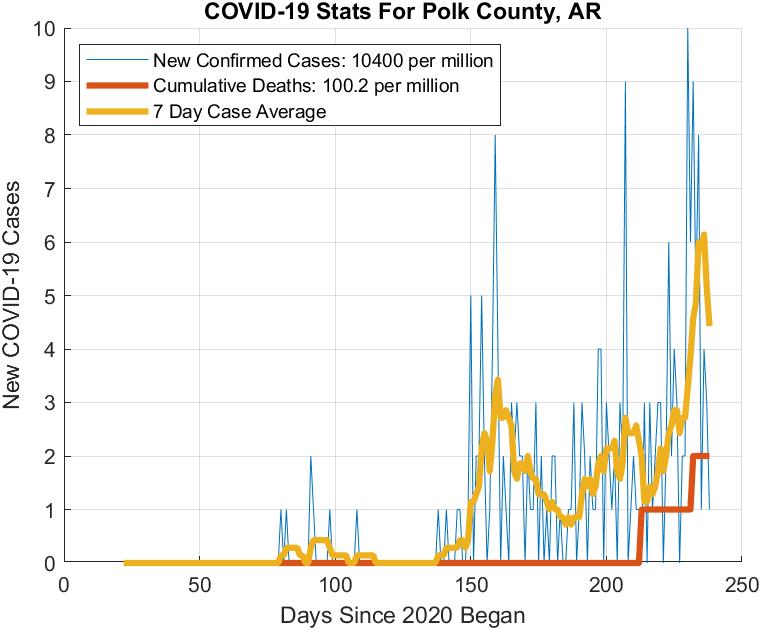 COVID-19 Stats For Polk County, AR
New Confirmed Cases: 10400 per million
Cumulative Deaths: 100.2 per million
7 Day Case Average
New COVID-19 Cases
10
9
8
7
6
5
4
3
2
1
0
0 50 100 150 200 250
Days Since 2020 Began